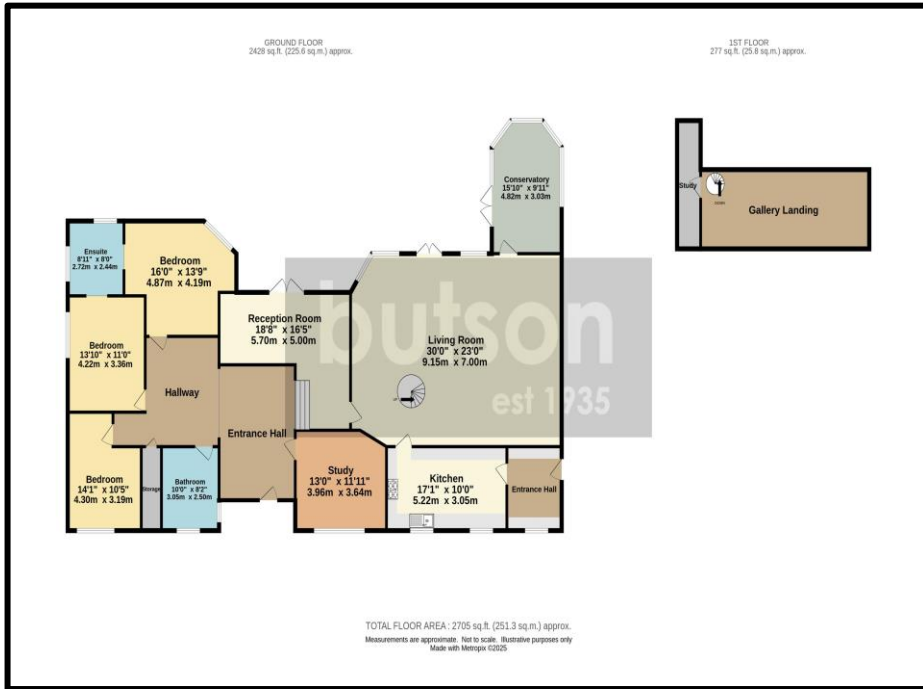 GROUND FLOOR
2428 sq.ft. (225.6 sq.m.) approx.
1ST FLOOR
277 sq.ft. (25.8 sq.m.) approx.
Conservatory
15'10" x 9'11"
4.82m x 3.03m
Study
DOWN
Gallery Landing
Ensuite
8'11" x 8'0"
2.72m x 2.44m
Bedroom
16'0" x 13'9"
4.87m x 4.19m
Reception Room
18'8" x 16'5"
5.70m x 5.00m
Living Room
30'0" x 23'0"
9.15m x 7.00m
UP
butson
est 1935
Bedroom
13'10" x 11'0"
4.22m x 3.36m
Hallway
Entrance Hall
Bedroom
14'1" x 10'5"
4.30m x 3.19m
Storage
Bathroom
10'0" x 8'2"
3.05m x 2.50m
Study
13'0" x 11'11"
3.96m x 3.64m
Kitchen
17'1" x 10'0"
5.22m x 3.05m
Entrance Hall
TOTAL FLOOR AREA : 2705 sq.ft. (251.3 sq.m.) approx.
Measurements are approximate. Not to scale. Illustrative purposes only
Made with Metropix ©2025